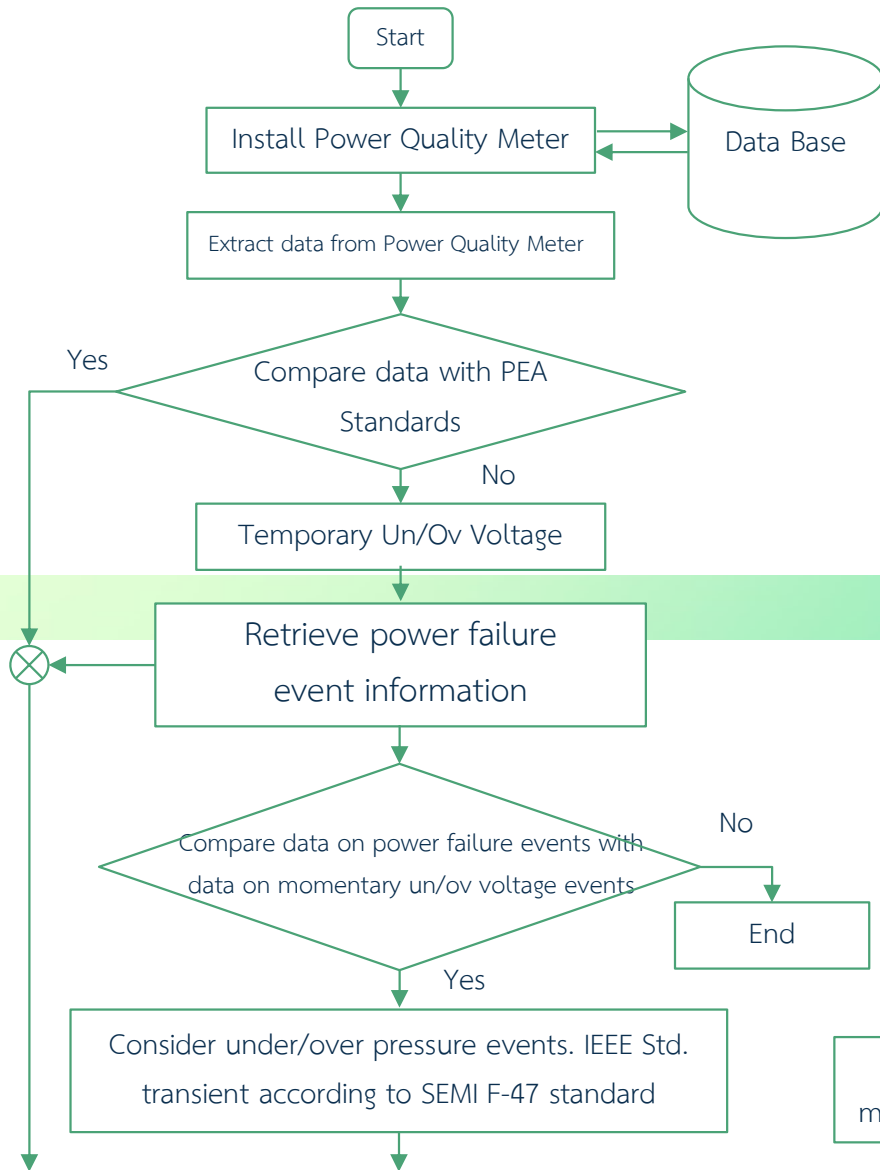 Start
Install Power Quality Meter
Data Base
Extract data from Power Quality Meter
Yes
Compare data with PEA
Standards
No
Temporary Un/Ov Voltage
Retrieve power failure
event information
Compare data on power failure events with
data on momentary un/ov voltage events
No
End
Yes
Consider under/over pressure events. IEEE Std.
transient according to SEMI F-47 standard